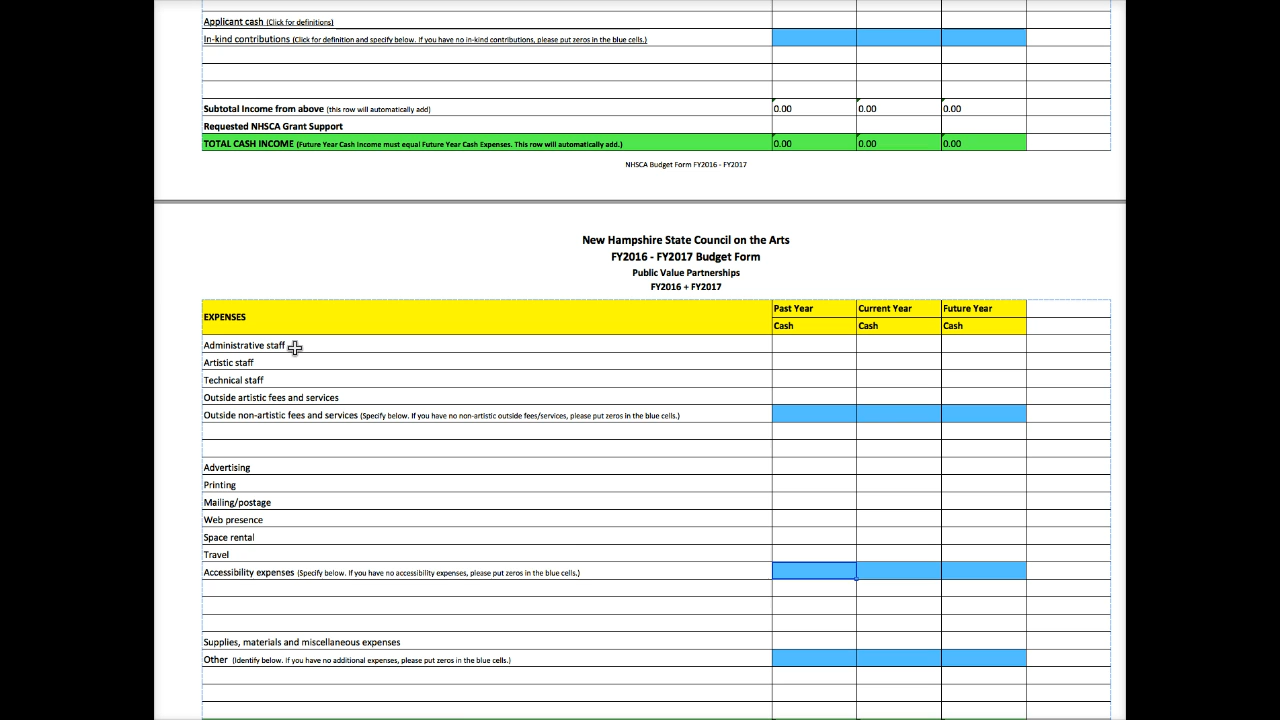 Applicant cash (Click for definitions)
In-kind contributions (Click for definition and specify below. If you have no in-kind contributions, please put zeros in the blue cells.)
Subtotal Income from above (this row will automatically add) 0.00 0.00 0.00
Requested NHSCA Grant Support
TOTAL CASH INCOME (Future Year Cash Income must equal Future Year Cash Expenses. This row will automatically add.) 0.00 0.00 0.00
NHSCA Budget Form FY2016 - FY2017
New Hampshire State Council on the Arts
FY2016 - FY2017 Budget Form
Public Value Partnerships
FY2016 + FY2017
EXPENSES Past Year Current Year Future Year
Cash Cash Cash
Administrative staff
Artistic staff
Technical staff
Outside artistic fees and services
Outside non-artistic fees and services (Specify below. If you have no non-artistic outside fees/services, please put zeros in the blue cells.)
Advertising
Printing
Mailing/postage
Web presence
Space rental
Travel
Accessibility expenses (Specify below. If you have no accessibility expenses, please put zeros in the blue cells.)
Supplies, materials and miscellaneous expenses
Other (Identify below. If you have no additional expenses, please put zeros in the blue cells.)